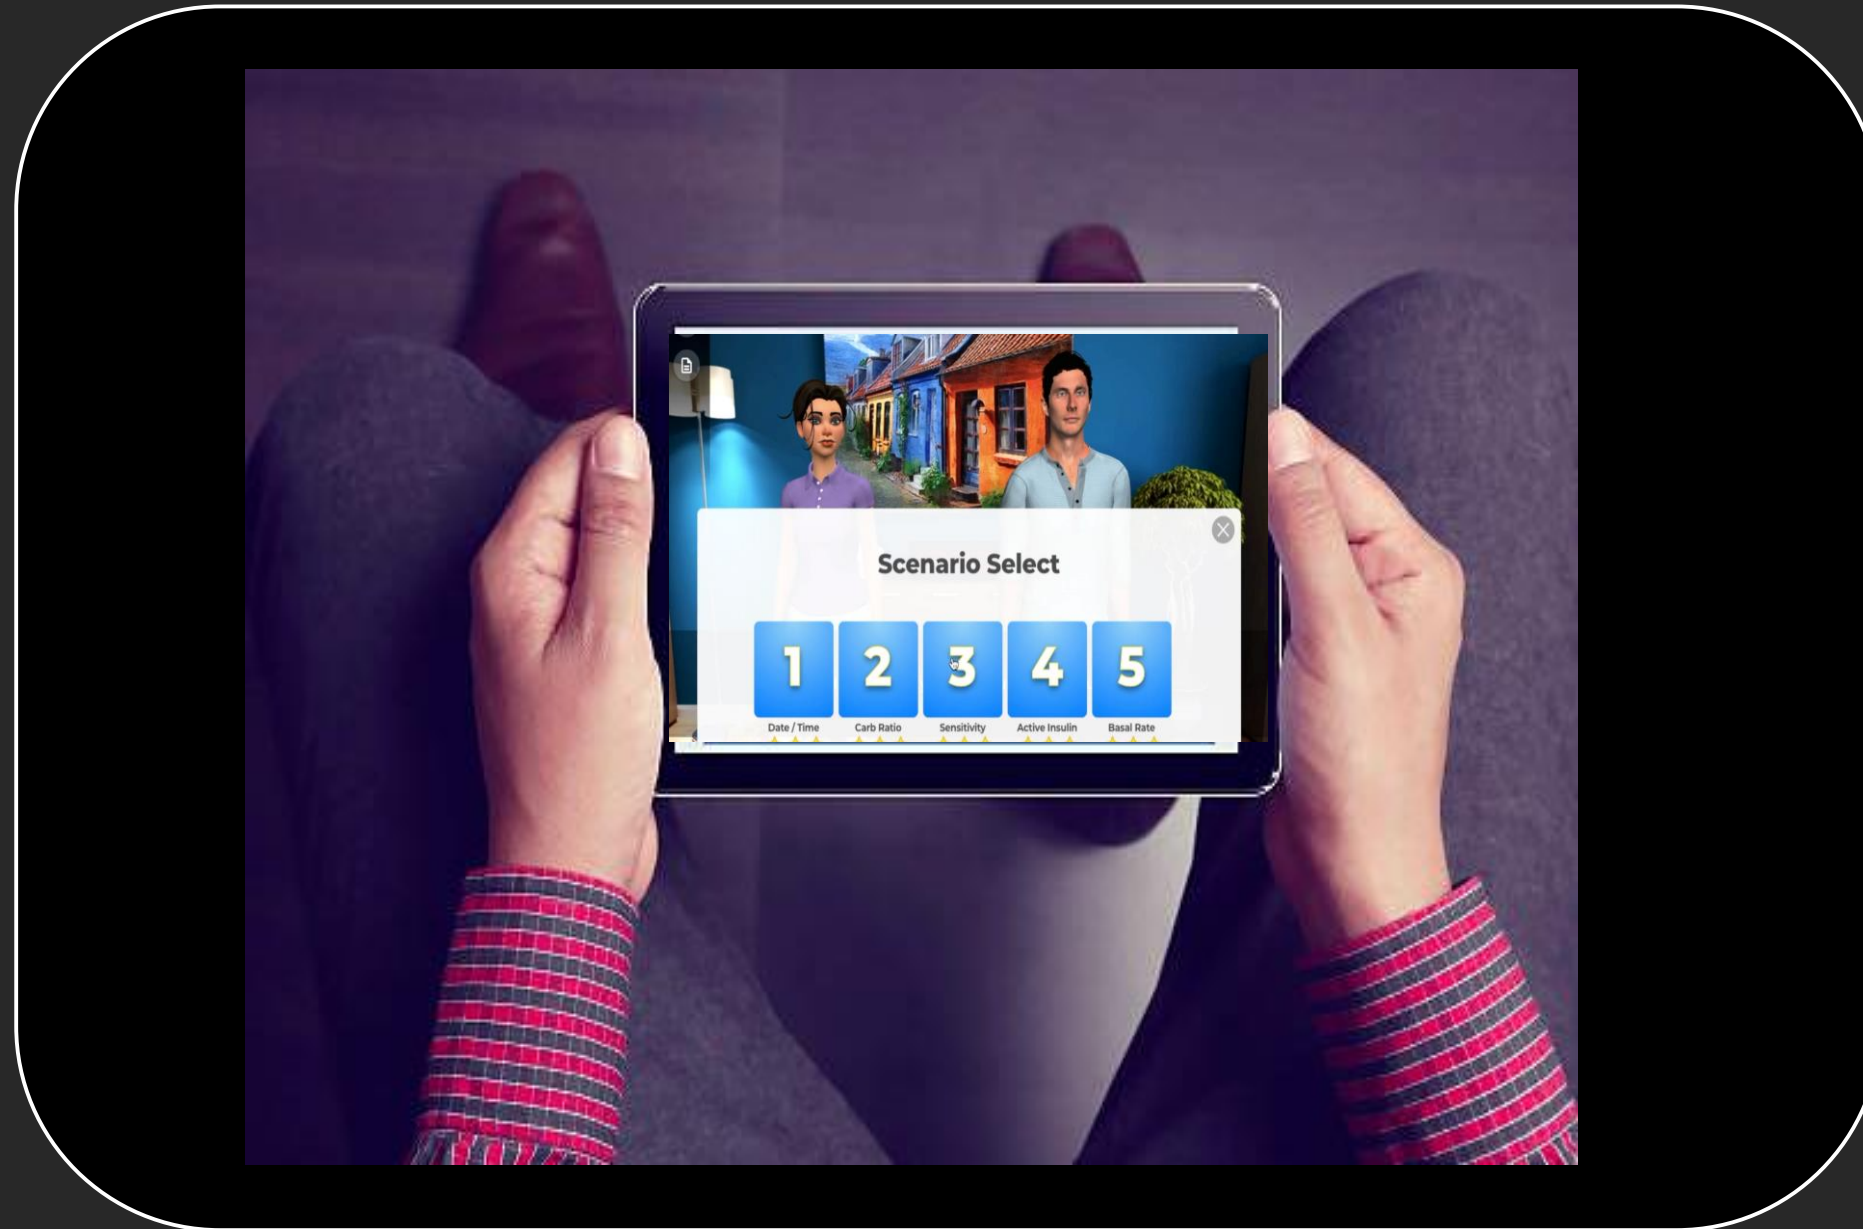 Scenario Select
1 2 3 4 5
Date / Time Carb Ratio Sensitivity Active Insulin Basal Rate